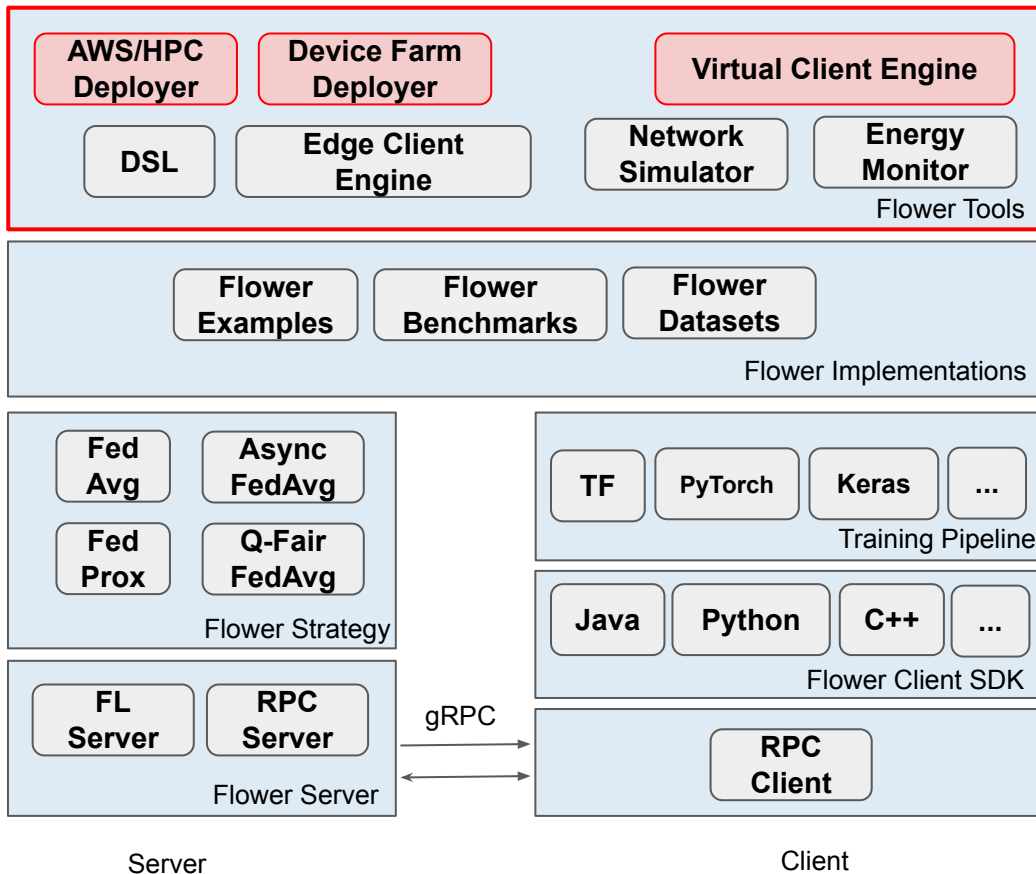 AWS/HPC
Deployer
Device Farm
Deployer
Virtual Client Engine
DSL
Edge Client
Engine
Network
Simulator
Energy
Monitor
Flower Tools
Flower
Examples
Flower
Benchmarks
Flower
Datasets
Flower Implementations
Fed
Avg
Async
FedAvg
Fed
Prox
Q-Fair
FedAvg
Flower Strategy
TF
PyTorch
Keras
...
Training Pipeline
Java
Python
C++
...
Flower Client SDK
FL
Server
RPC
Server
Flower Server
gRPC
RPC
Client
Server
Client